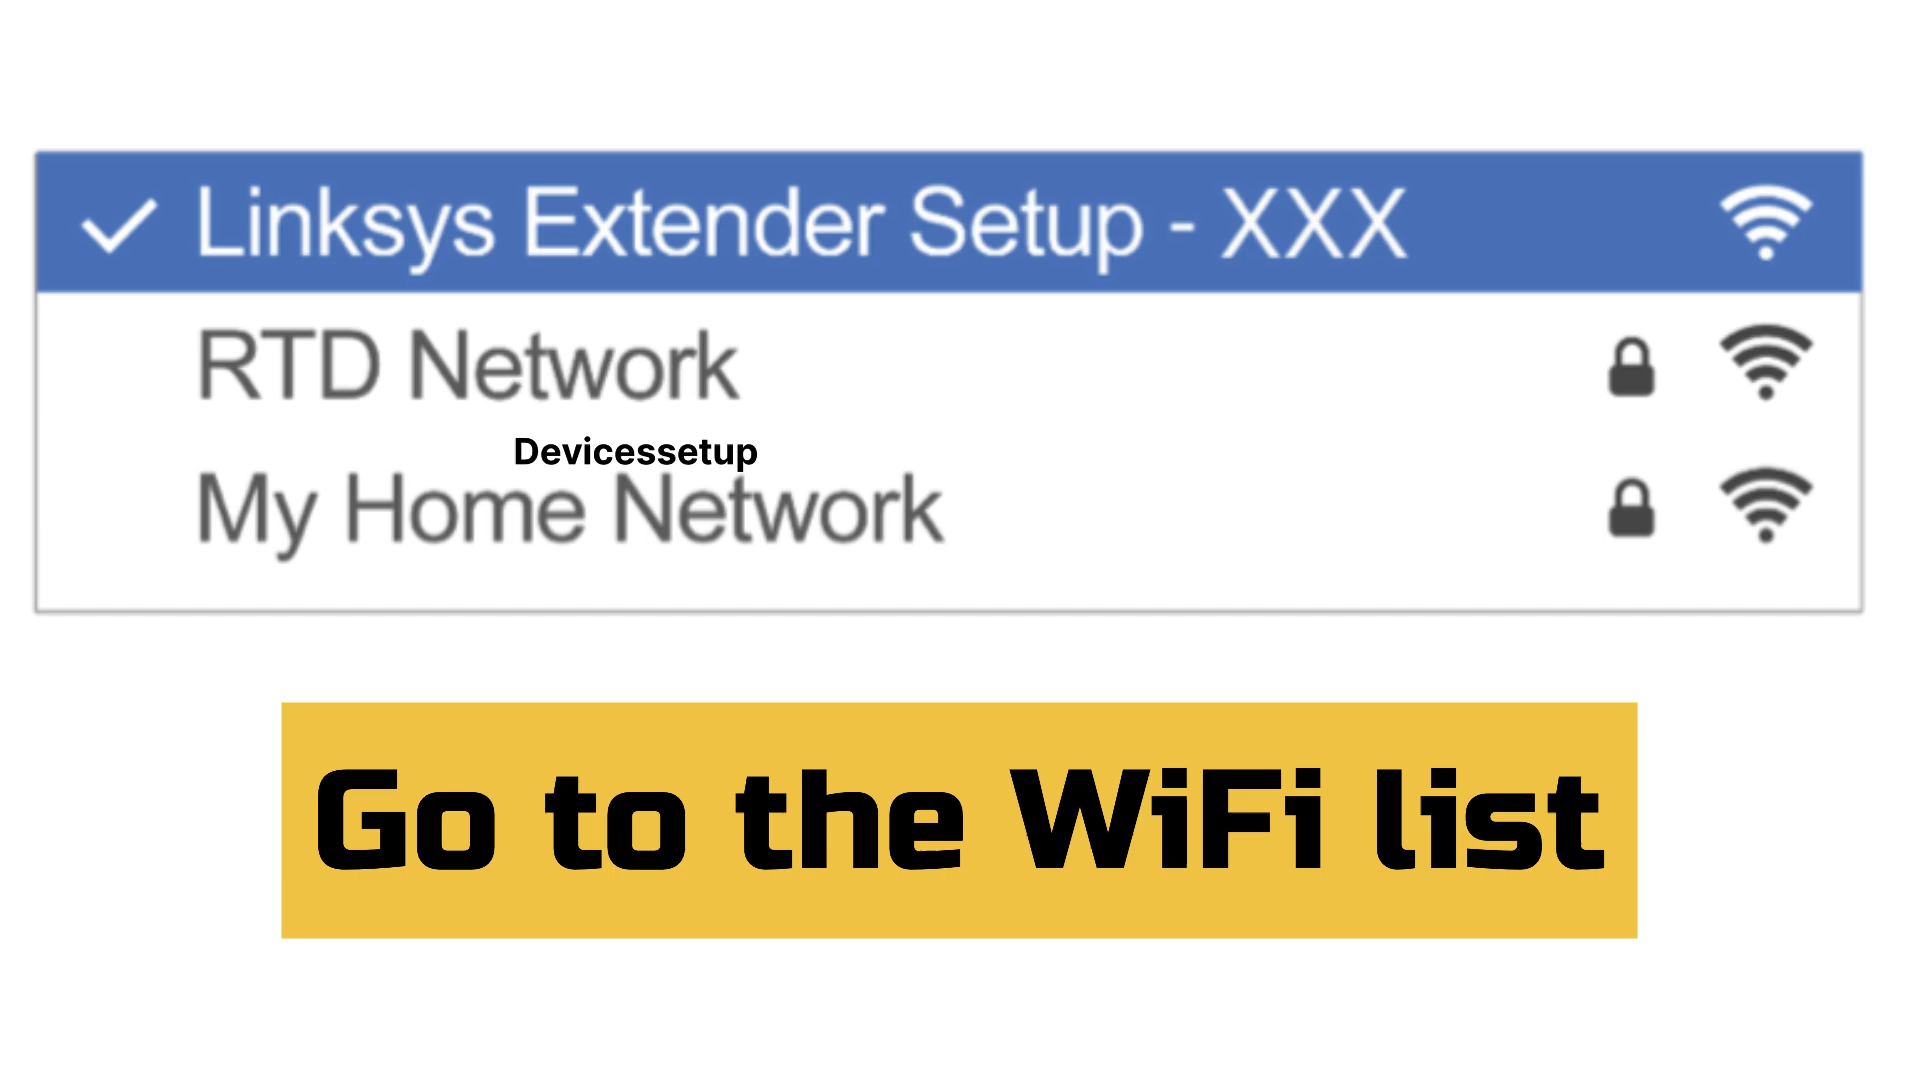 Linksys Extender Setup - XXX
RTD Network
Devicessetup
My Home Network
Go to the WiFi list